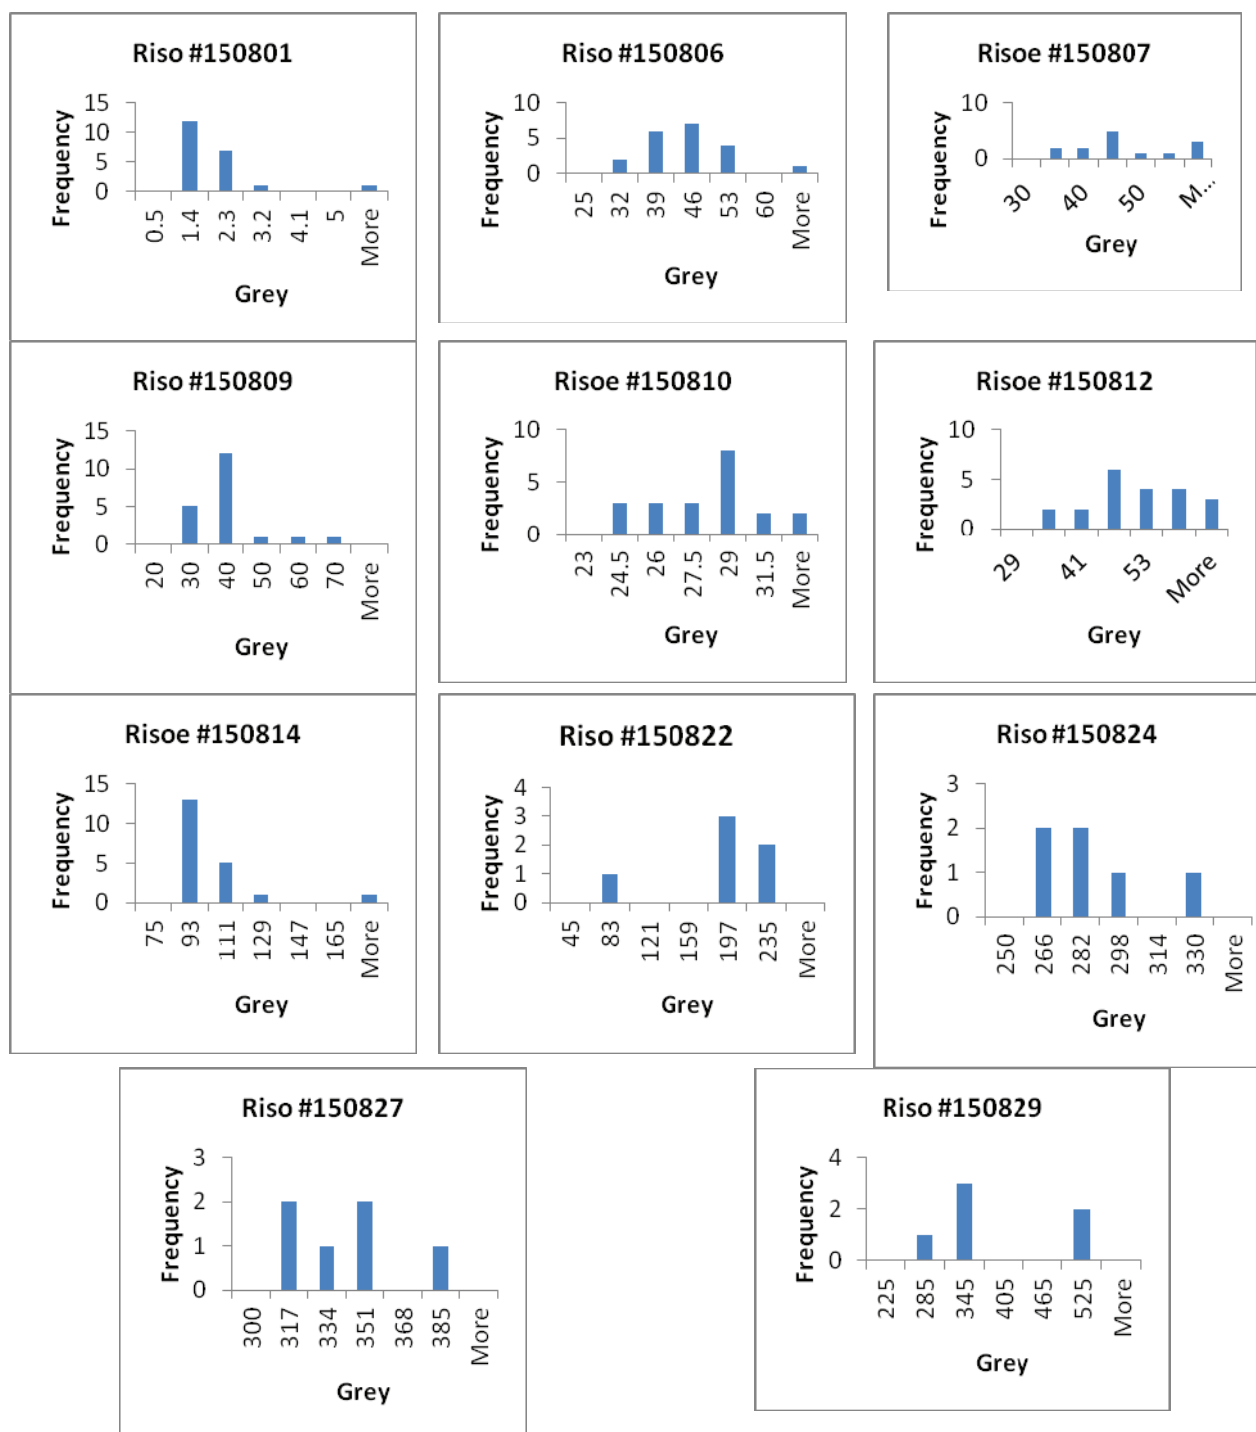 Riso #150801
Frequency
15
10
5
0
0.5
1.4
2.3
3.2
4.1
5
More
Grey
Riso #150806
Frequency
10
5
0
25
32
39
46
53
60
More
Grey
Risoe #150807
Frequency
10
0
30
40
50
M...
Grey
Riso #150809
Frequency
15
10
5
0
20
30
40
50
60
70
More
Grey
Risoe #150810
Frequency
10
5
0
23
24.5
26
27.5
29
31.5
More
Grey
Risoe #150812
Frequency
10
5
0
29
41
53
More
Grey
Risoe #150814
Frequency
15
10
5
0
75
93
111
129
147
165
More
Grey
Riso #150822
Frequency
4
3
2
1
0
45
83
121
159
197
235
More
Grey
Riso #150824
Frequency
3
2
1
0
250
266
282
298
314
330
More
Grey
Riso #150827
Frequency
3
2
1
0
300
317
334
351
368
385
More
Grey
Riso #150829
Frequency
4
2
0
225
285
345
405
465
525
More
Grey